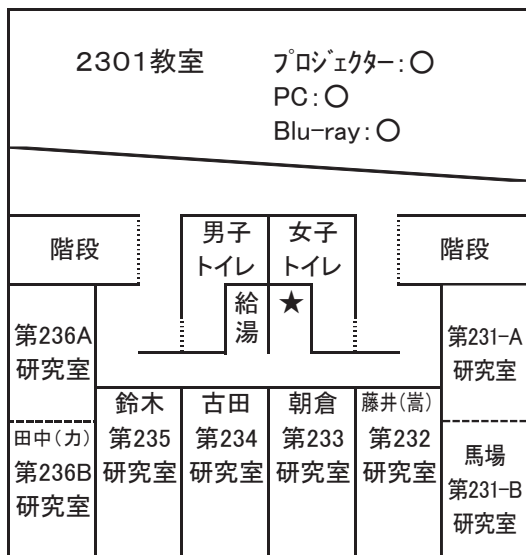 2301教室
プロジェクター:○
PC:○
Blu-ray:○
階段
男子
トイレ
女子
トイレ
階段
給
湯
★
第236A
研究室
第231-A
研究室
鈴木
第235
研究室
古田
第234
研究室
朝倉
第233
研究室
藤井(嵩)
第232
研究室
田中(力)
第236B
研究室
馬場
第231-B
研究室